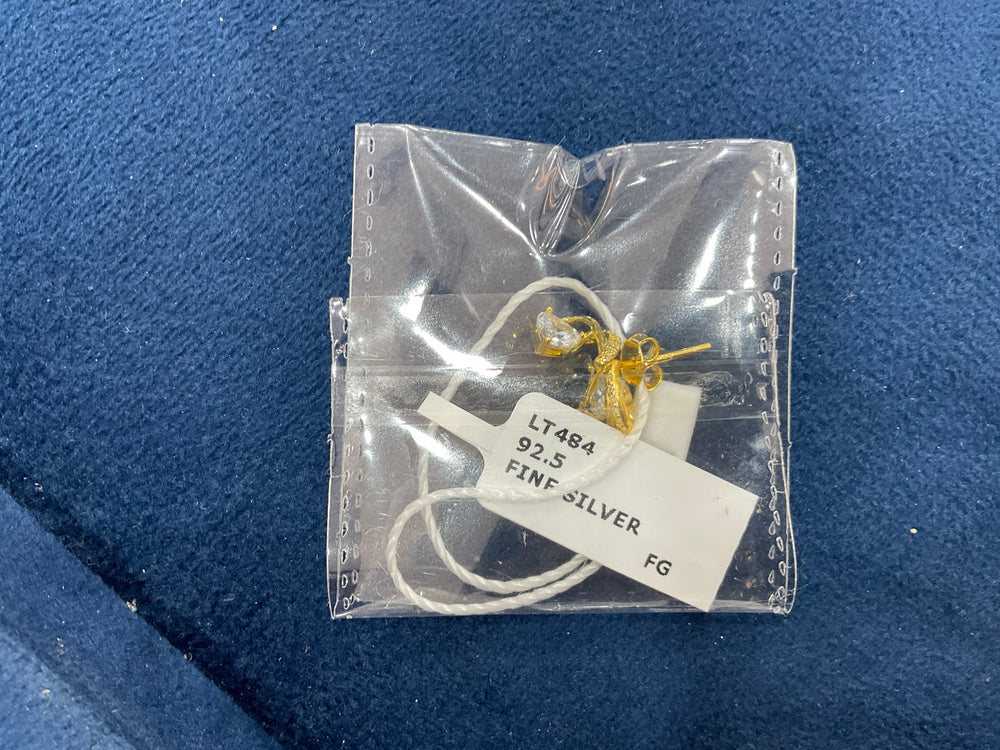 LT484
92.5
FINE SILVER
FG